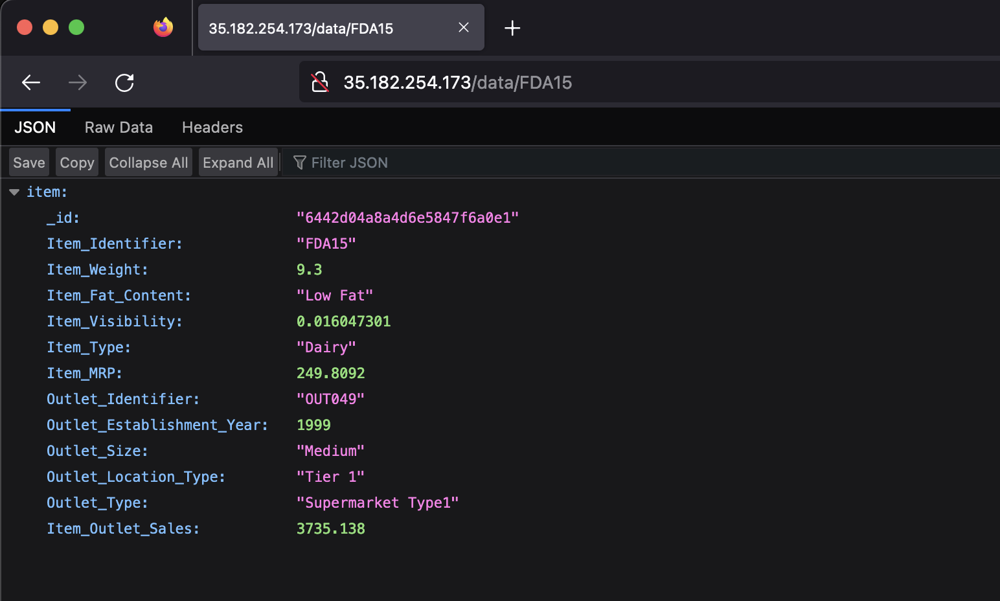 35.182.254.173/data/FDA15
35.182.254.173/data/FDA15
JSON Raw Data Headers
Save Copy Collapse All Expand All Filter JSON
item:
_id: "6442d04a8a4d6e5847f6a0e1"
Item_Identifier: "FDA15"
Item_Weight: 9.3
Item_Fat_Content: "Low Fat"
Item_Visibility: 0.016047301
Item_Type: "Dairy"
Item_MRP: 249.8092
Outlet_Identifier: "OUT049"
Outlet_Establishment_Year: 1999
Outlet_Size: "Medium"
Outlet_Location_Type: "Tier 1"
Outlet_Type: "Supermarket Type1"
Item_Outlet_Sales: 3735.138